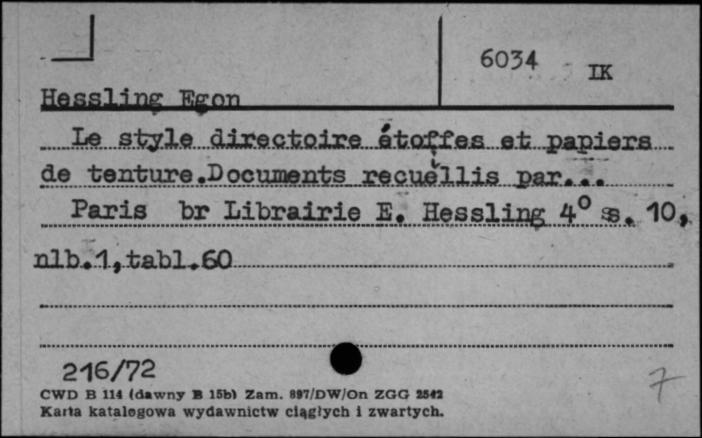 6034 IK
Hessling Egon
Le style directoire étoffes et papiers
de tenture.Documents recuèllis par...
Paris br Librairie E. Hessling 4° s. 10,
nlb.1,tabl.60
216/72
7
CWD B 114 (dawny B 15b) Zam. 897/DW/On ZGG 2542
Karta katalogowa wydawnictw ciągłych i zwartych.